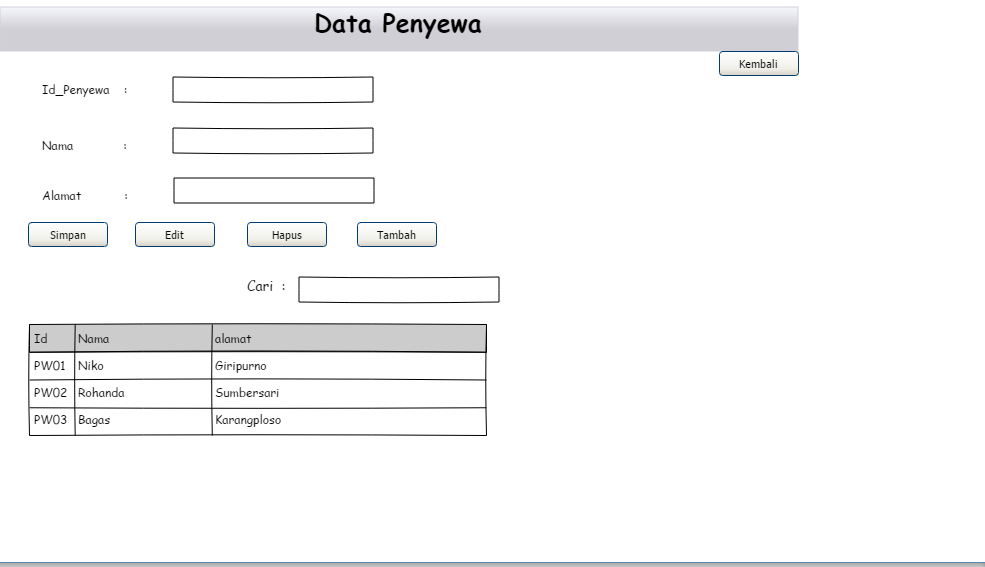 Data Penyewa
Kembali
Id_Penyewa :
Nama :
Alamat :
Simpan Edit Hapus Tambah
Cari :
Id Nama alamat
PW01 Niko Giripurno
PW02 Rohanda Sumbersari
PW03 Bagas Karangploso